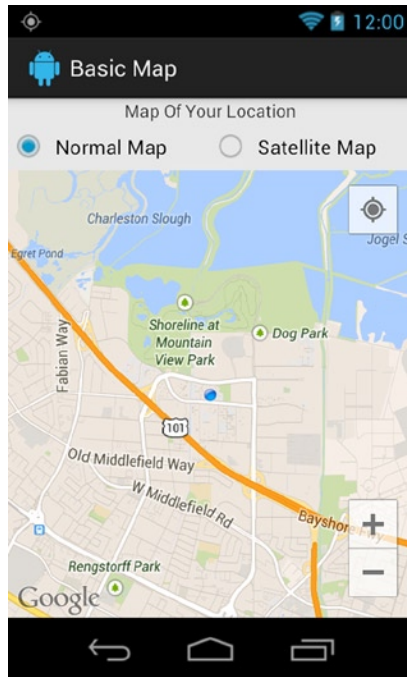 12:00
Basic Map
Map Of Your Location
Normal Map
Satellite Map
Charleston Slough
Jogel S
Egret Pond
Shoreline at
Mountain
View Park
Dog Park
Fabian Way
101
Old Middlefield Way
W Middlefield Rd
Bayshore
Rengstorff Park
Google